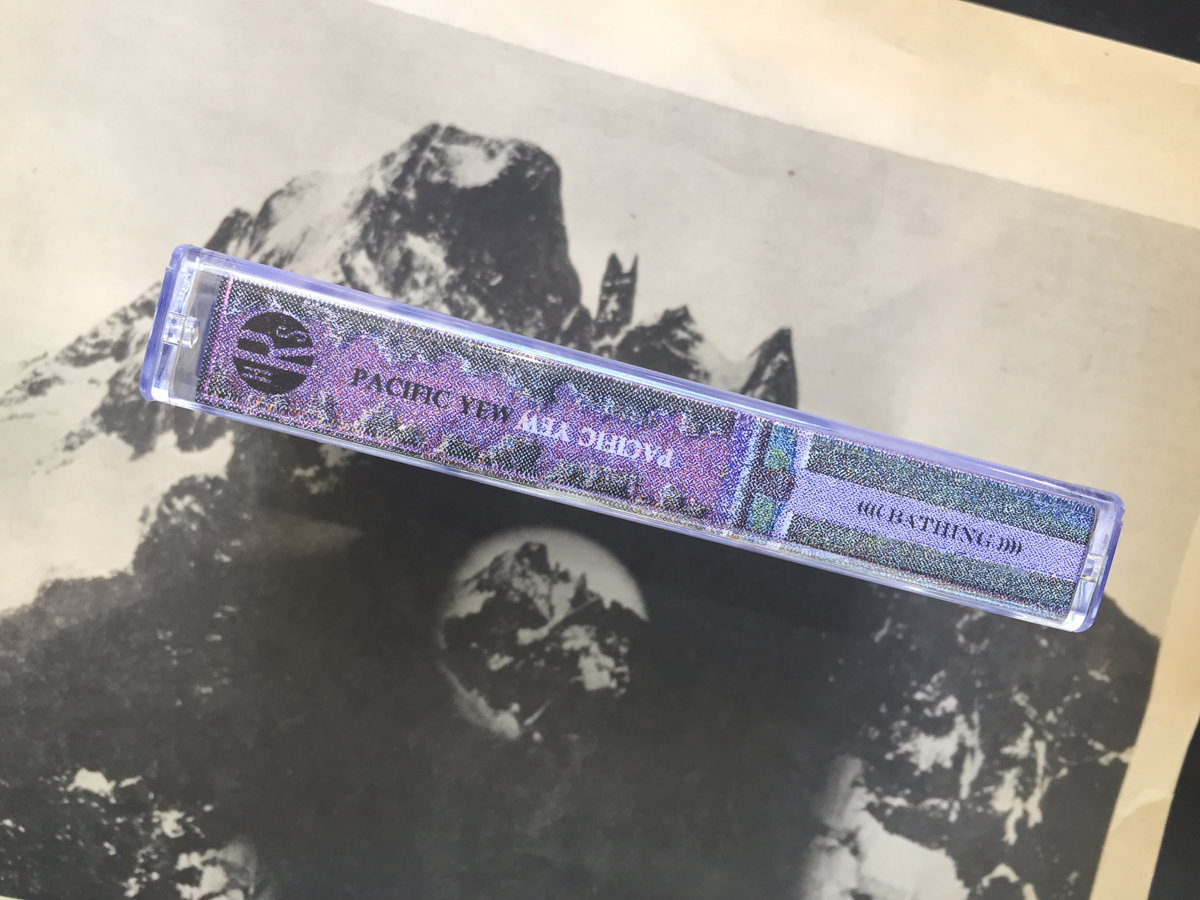 PACIFIC YEW
PACIFIC YEW
(((( BATHING ))))